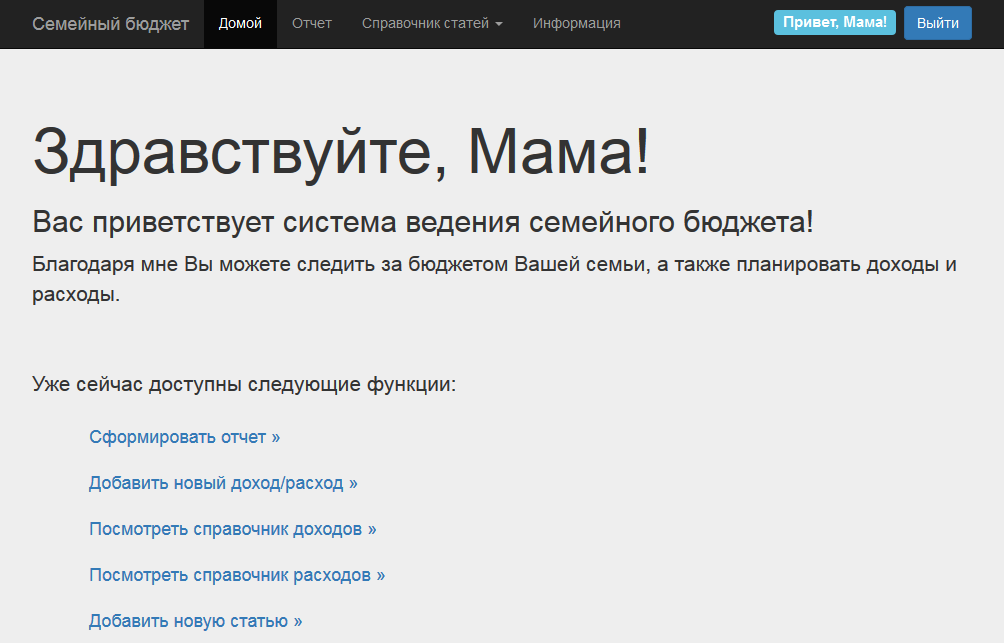 Семейный бюджет Домой Отчет Справочник статей Информация Привет, Мама! Выйти
Здравствуйте, Мама!
Вас приветствует система ведения семейного бюджета!
Благодаря мне Вы можете следить за бюджетом Вашей семьи, а также планировать доходы и
расходы.
Уже сейчас доступны следующие функции:
Сформировать отчет »
Добавить новый доход/расход »
Посмотреть справочник доходов »
Посмотреть справочник расходов »
Добавить новую статью »